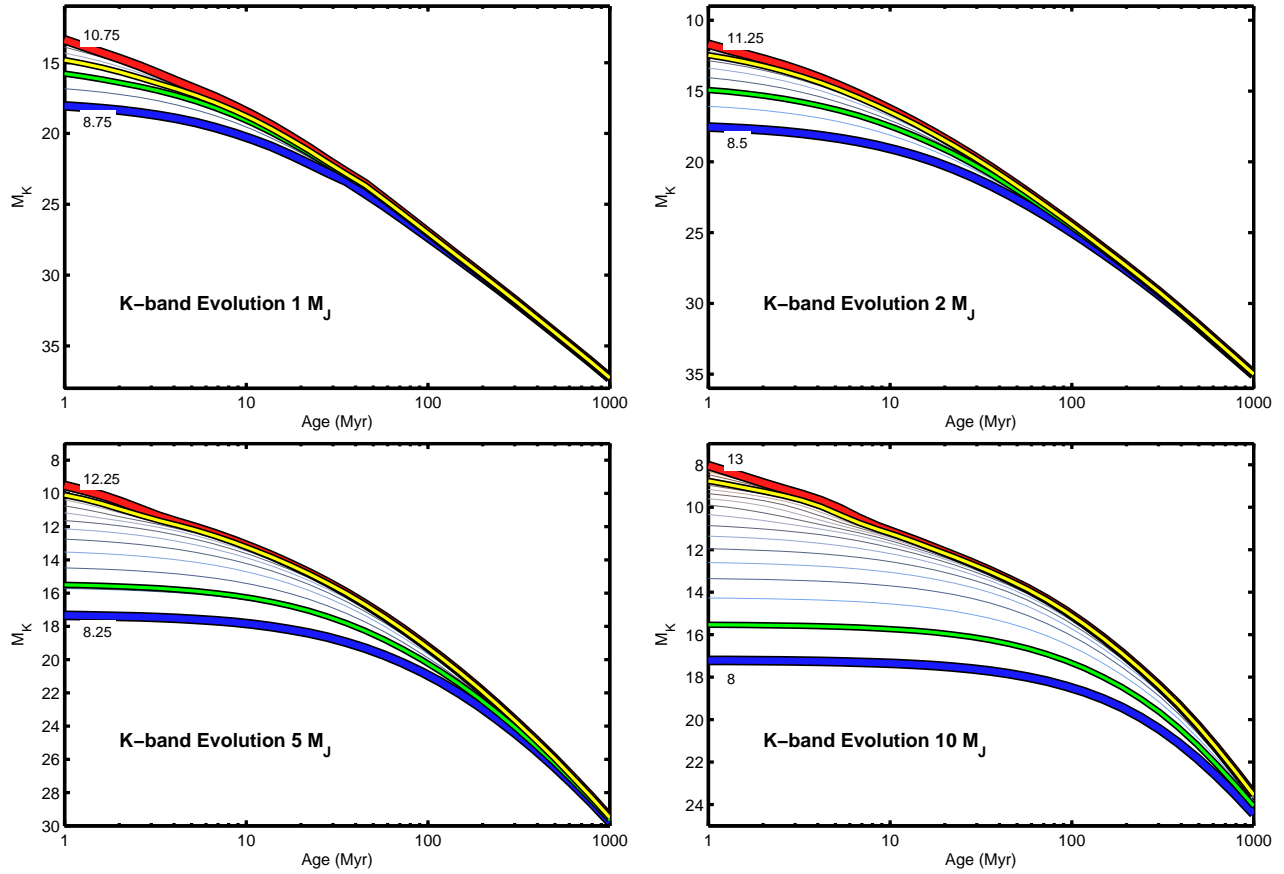 10.75
15
20
25
30
35
M_K
8.75
K−band Evolution 1 M_J
1 10 100 1000
Age (Myr)
10
15
20
25
30
35
M_K
11.25
8.5
K−band Evolution 2 M_J
1 10 100 1000
Age (Myr)
8
10
12
14
16
18
20
22
24
26
28
30
M_K
12.25
8.25
K−band Evolution 5 M_J
1 10 100 1000
Age (Myr)
8
10
12
14
16
18
20
22
24
M_K
13
8
K−band Evolution 10 M_J
1 10 100 1000
Age (Myr)